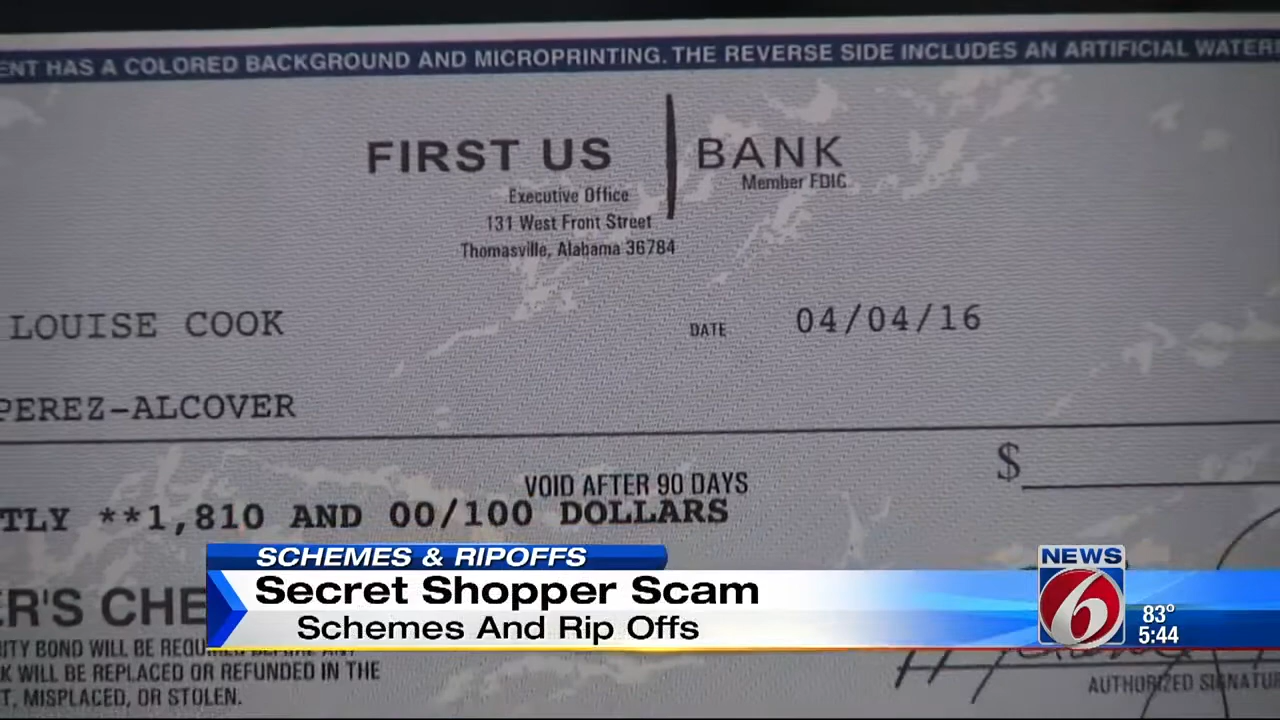 ENT HAS A COLORED BACKGROUND AND MICROPRINTING. THE REVERSE SIDE INCLUDES AN ARTIFICIAL WATER
FIRST US BANK
Member FDIC
Executive Office
131 West Front Street
Thomasville, Alabama 36784
LOUISE COOK
DATE 04/04/16
PEREZ-ALCOVER
$
VOID AFTER 90 DAYS
TLY **1,810 AND 00/100 DOLLARS
SCHEMES & RIPOFFS
Secret Shopper Scam
Schemes And Rip Offs
NEWS
6
83°
5:44
ER'S CHE
ITY BOND WILL BE REQU
K WILL BE REPLACED OR REFUNDED IN THE
T, MISPLACED, OR STOLEN.
AUTHORIZED SIGNATU